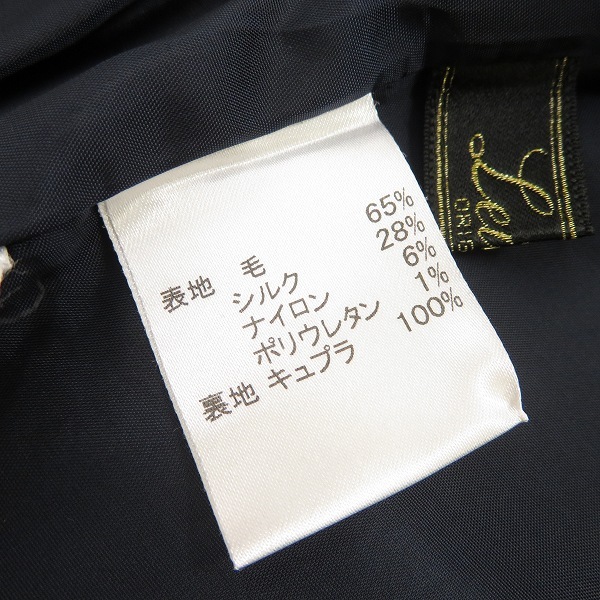 表地 毛 65%
シルク 28%
ナイロン 6%
ポリウレタン 1%
裏地 キュプラ 100%